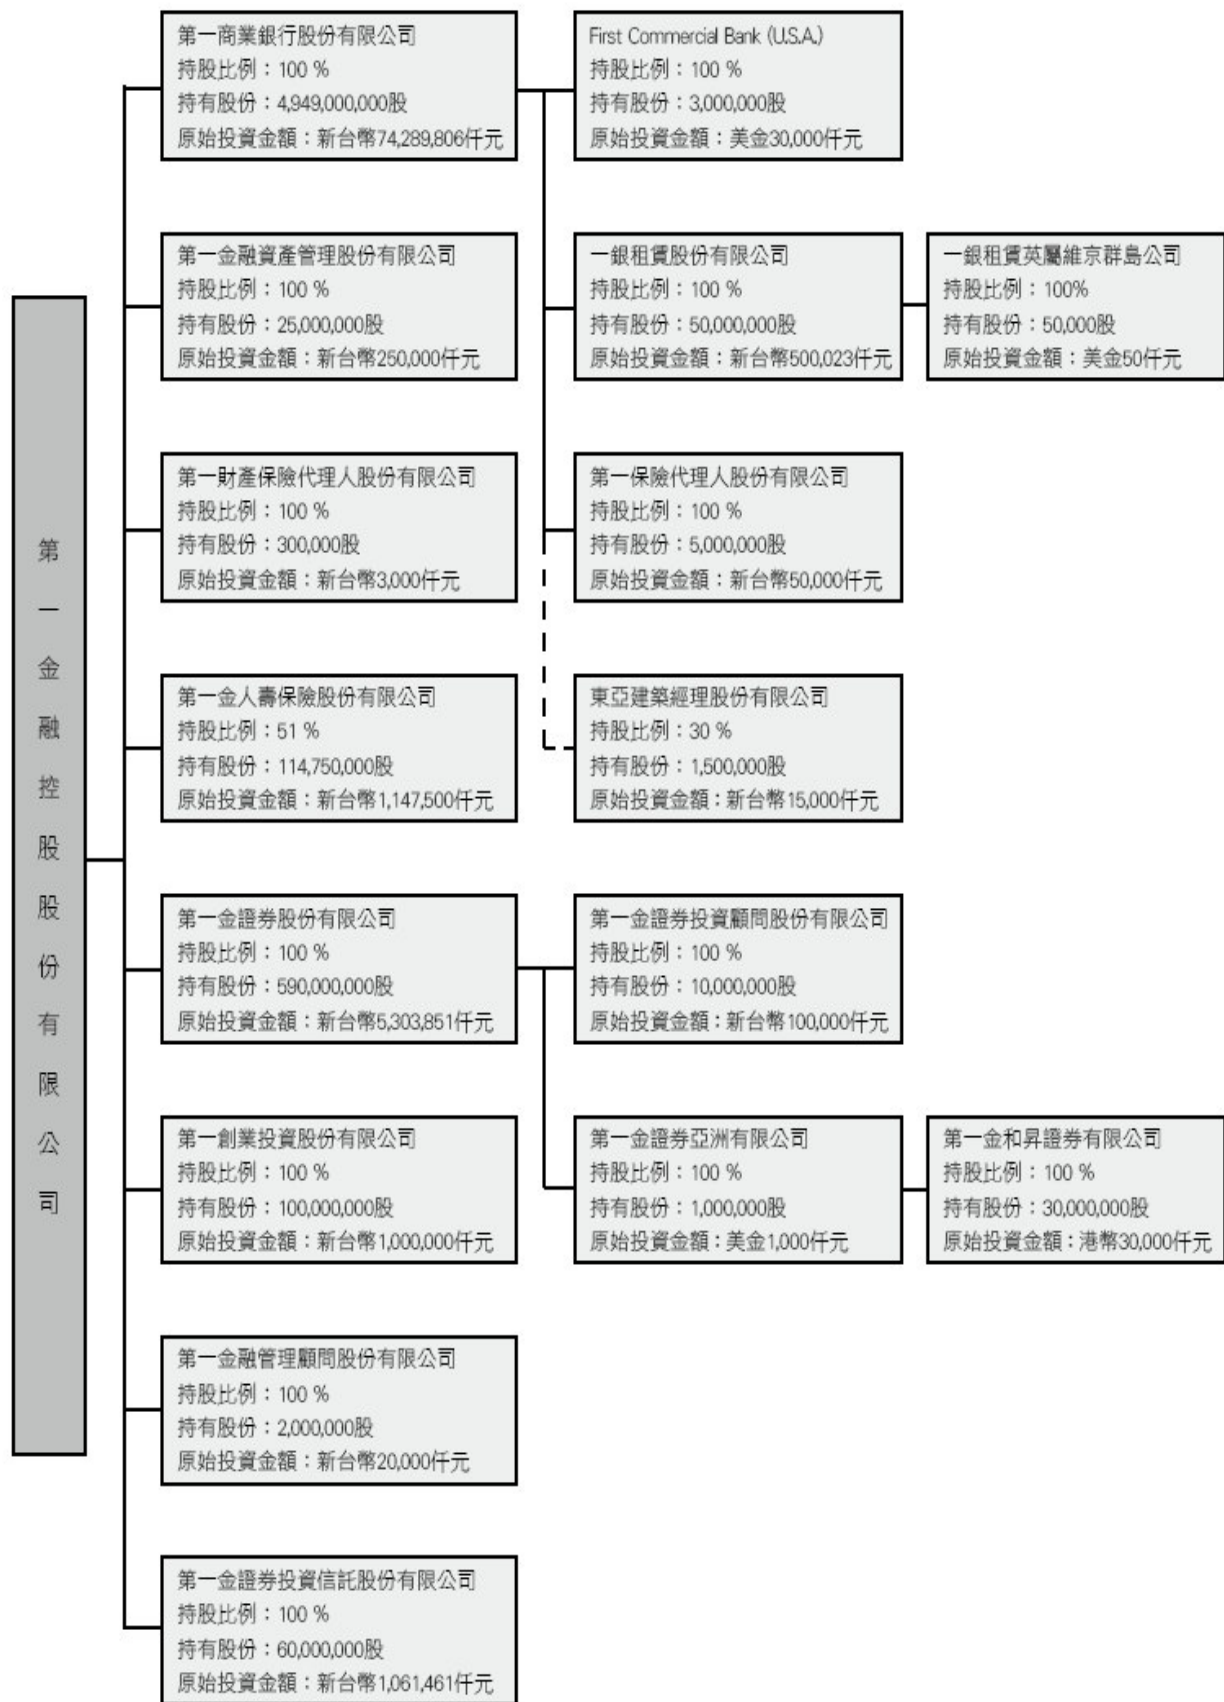 第一金融控股股份有限公司
第一商業銀行股份有限公司
持股比例：100 %
持有股份：4,949,000,000股
原始投資金額：新台幣74,289,806仟元
First Commercial Bank (U.S.A.)
持股比例：100 %
持有股份：3,000,000股
原始投資金額：美金30,000仟元
第一金融資產管理股份有限公司
持股比例：100 %
持有股份：25,000,000股
原始投資金額：新台幣250,000仟元
一銀租賃股份有限公司
持股比例：100 %
持有股份：50,000,000股
原始投資金額：新台幣500,023仟元
一銀租賃英屬維京群島公司
持股比例：100%
持有股份：50,000股
原始投資金額：美金50仟元
第一財產保險代理人股份有限公司
持股比例：100 %
持有股份：300,000股
原始投資金額：新台幣3,000仟元
第一保險代理人股份有限公司
持股比例：100 %
持有股份：5,000,000股
原始投資金額：新台幣50,000仟元
第一金人壽保險股份有限公司
持股比例：51 %
持有股份：114,750,000股
原始投資金額：新台幣1,147,500仟元
東亞建築經理股份有限公司
持股比例：30 %
持有股份：1,500,000股
原始投資金額：新台幣15,000仟元
第一金證券股份有限公司
持股比例：100 %
持有股份：590,000,000股
原始投資金額：新台幣5,303,851仟元
第一金證券投資顧問股份有限公司
持股比例：100 %
持有股份：10,000,000股
原始投資金額：新台幣100,000仟元
第一創業投資股份有限公司
持股比例：100 %
持有股份：100,000,000股
原始投資金額：新台幣1,000,000仟元
第一金證券亞洲有限公司
持股比例：100 %
持有股份：1,000,000股
原始投資金額：美金1,000仟元
第一金和昇證券有限公司
持股比例：100 %
持有股份：30,000,000股
原始投資金額：港幣30,000仟元
第一金融管理顧問股份有限公司
持股比例：100 %
持有股份：2,000,000股
原始投資金額：新台幣20,000仟元
第一金證券投資信託股份有限公司
持股比例：100 %
持有股份：60,000,000股
原始投資金額：新台幣1,061,461仟元